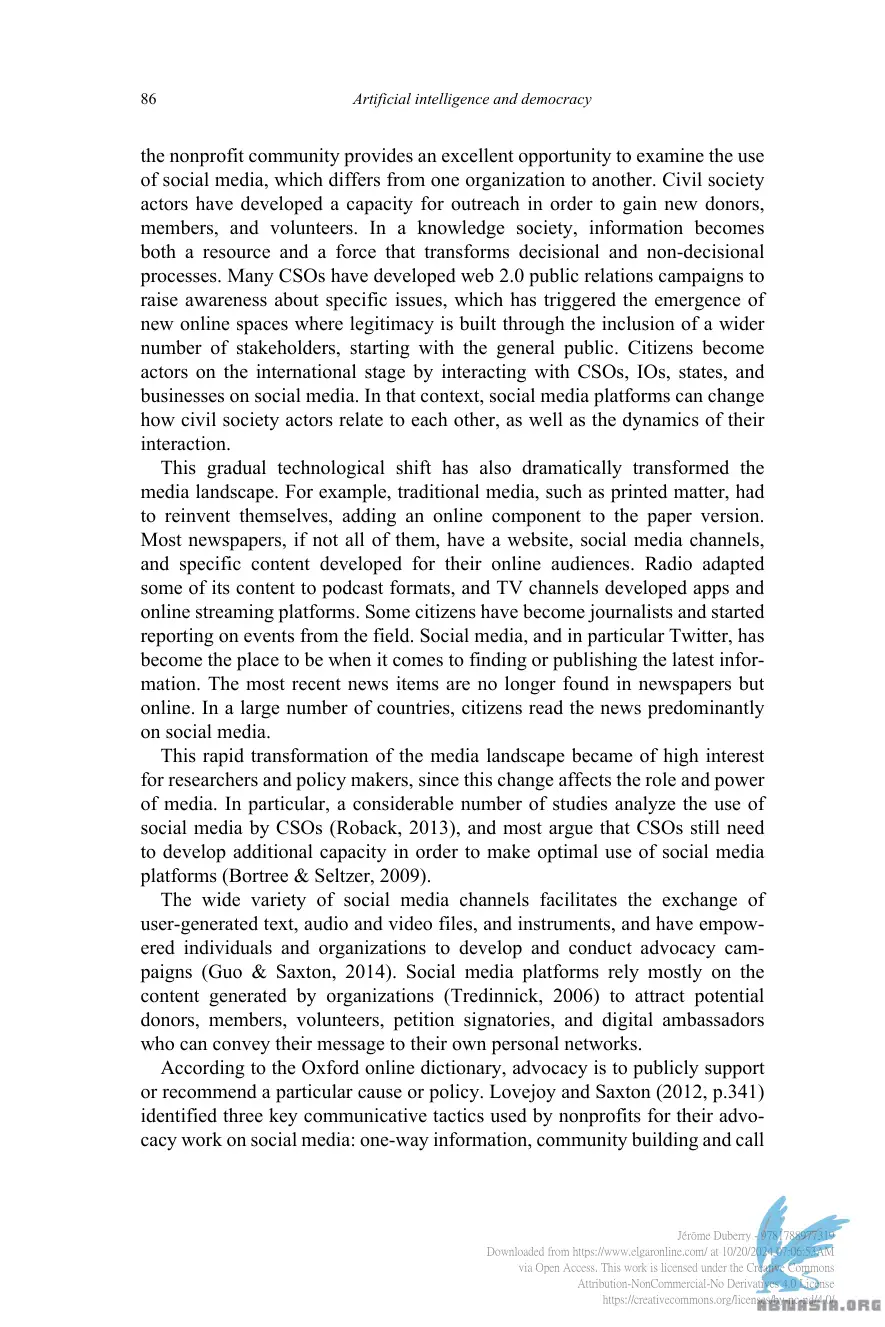 86
Artificial intelligence and democracy
the nonprofit community provides an excellent opportunity to examine the use
of social media, which differs from one organization to another. Civil society
actors have developed a capacity for outreach in order to gain new donors,
members, and volunteers. In a knowledge society, information becomes
both a resource and a force that transforms decisional and non-decisional
processes. Many CSOs have developed web 2.0 public relations campaigns to
raise awareness about specific issues, which has triggered the emergence of
new online spaces where legitimacy is built through the inclusion of a wider
number of stakeholders, starting with the general public. Citizens become
actors on the international stage by interacting with CSOs, IOs, states, and
businesses on social media. In that context, social media platforms can change
how civil society actors relate to each other, as well as the dynamics of their
interaction.
This gradual technological shift has also dramatically transformed the
media landscape. For example, traditional media, such as printed matter, had
to reinvent themselves, adding an online component to the paper version.
Most newspapers, if not all of them, have a website, social media channels,
and specific content developed for their online audiences. Radio adapted
some of its content to podcast formats, and TV channels developed apps and
online streaming platforms. Some citizens have become journalists and started
reporting on events from the field. Social media, and in particular Twitter, has
become the place to be when it comes to finding or publishing the latest infor-
mation. The most recent news items are no longer found in newspapers but
online. In a large number of countries, citizens read the news predominantly
on social media.
This rapid transformation of the media landscape became of high interest
for researchers and policy makers, since this change affects the role and power
of media. In particular, a considerable number of studies analyze the use of
social media by CSOs (Roback, 2013), and most argue that CSOs still need
to develop additional capacity in order to make optimal use of social media
platforms (Bortree & Seltzer, 2009).
The wide variety of social media channels facilitates the exchange of
user-generated text, audio and video files, and instruments, and have empow-
ered individuals and organizations to develop and conduct advocacy cam-
paigns (Guo & Saxton, 2014). Social media platforms rely mostly on the
content generated by organizations (Tredinnick, 2006) to attract potential
donors, members, volunteers, petition signatories, and digital ambassadors
who can convey their message to their own personal networks.
According to the Oxford online dictionary, advocacy is to publicly support
or recommend a particular cause or policy. Lovejoy and Saxton (2012, p.341)
identified three key communicative tactics used by nonprofits for their advo-
cacy work on social media: one-way information, community building and call
Jérôme Duberry - 9781788977319
Downloaded from https://www.elgaronline.com/ at 10/20/2024 07:06:53AM
via Open Access. This work is licensed under the Creative Commons
Attribution-NonCommercial-No Derivatives 4.0 License
https://creativecommons.org/licenses/by-nc-nd/4.0/
ABTWASIA.ORG